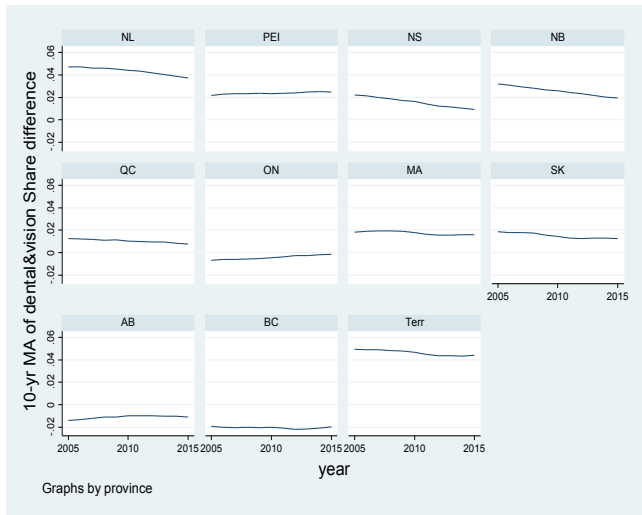 10-yr MA of dental&vision Share difference
NL PEI NS NB
.06
.04
.02
0
-.02
QC ON MA SK
.06
.04
.02
0
-.02
2005 2010 2015
AB BC Terr
.06
.04
.02
0
-.02
2005 2010 2015 2005 2010 2015 2005 2010 2015
year
Graphs by province